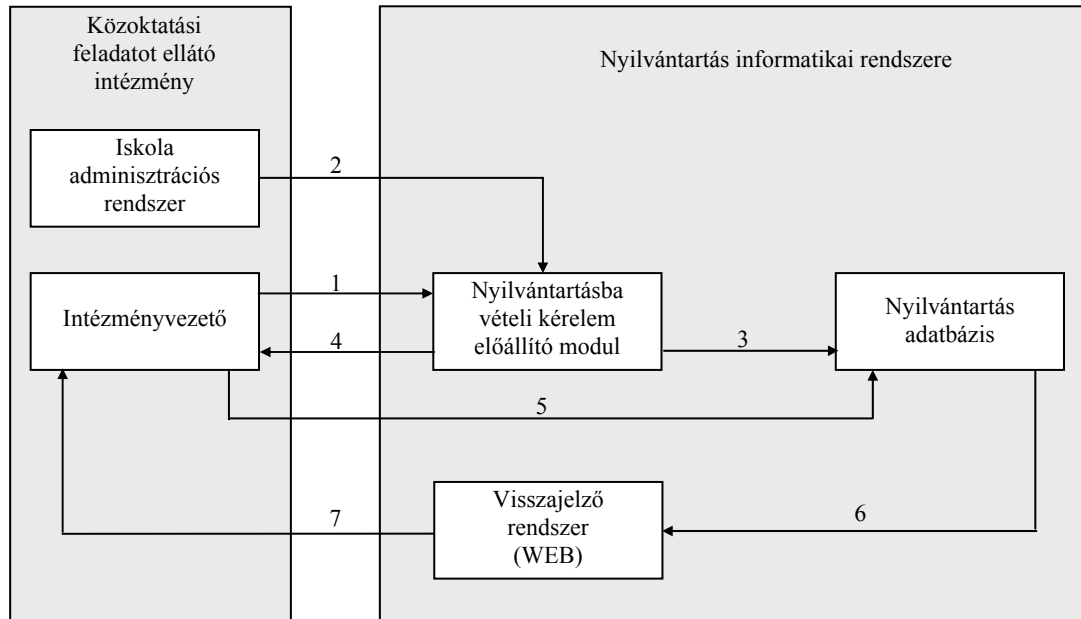 Közoktatási
feladatot ellátó
intézmény
Nyilvántartás informatikai rendszere
Iskola
adminisztrációs
rendszer
2
Intézményvezető
1
4
Nyilvántartásba
vételi kérelem
előállító modul
3
Nyilvántartás
adatbázis
5
7
Visszajelző
rendszer
(WEB)
6